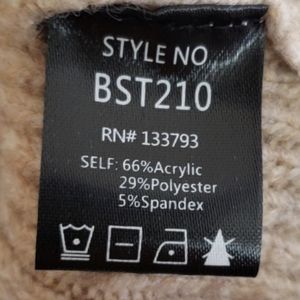 STYLE NO
BST210
RN# 133793
SELF: 66%Acrylic
29%Polyester
5%Spandex